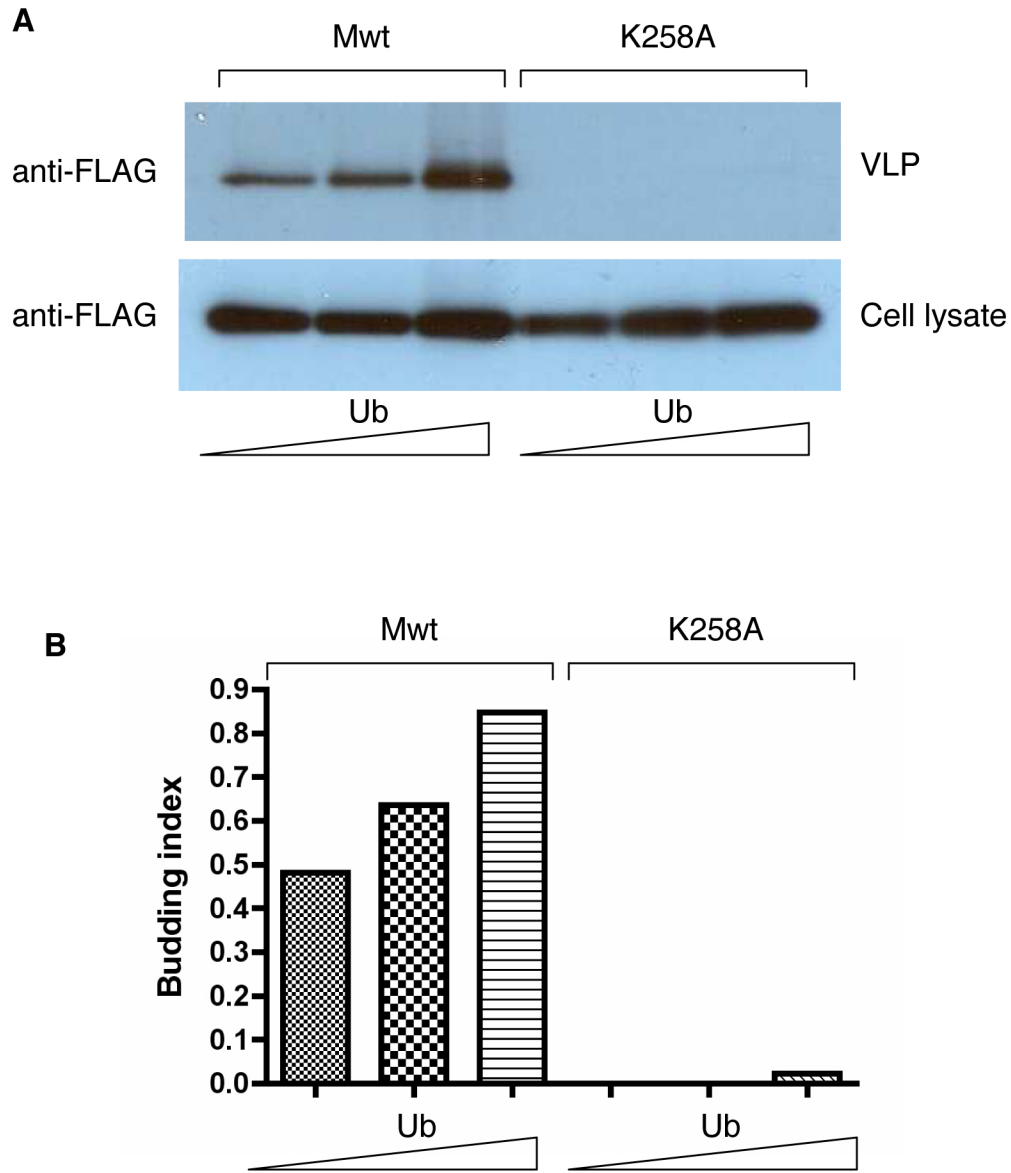 A
Mwt K258A
anti-FLAG VLP
anti-FLAG Cell lysate
Ub Ub
B
Mwt K258A
Budding index
0.9
0.8
0.7
0.6
0.5
0.4
0.3
0.2
0.1
0.0
Ub Ub